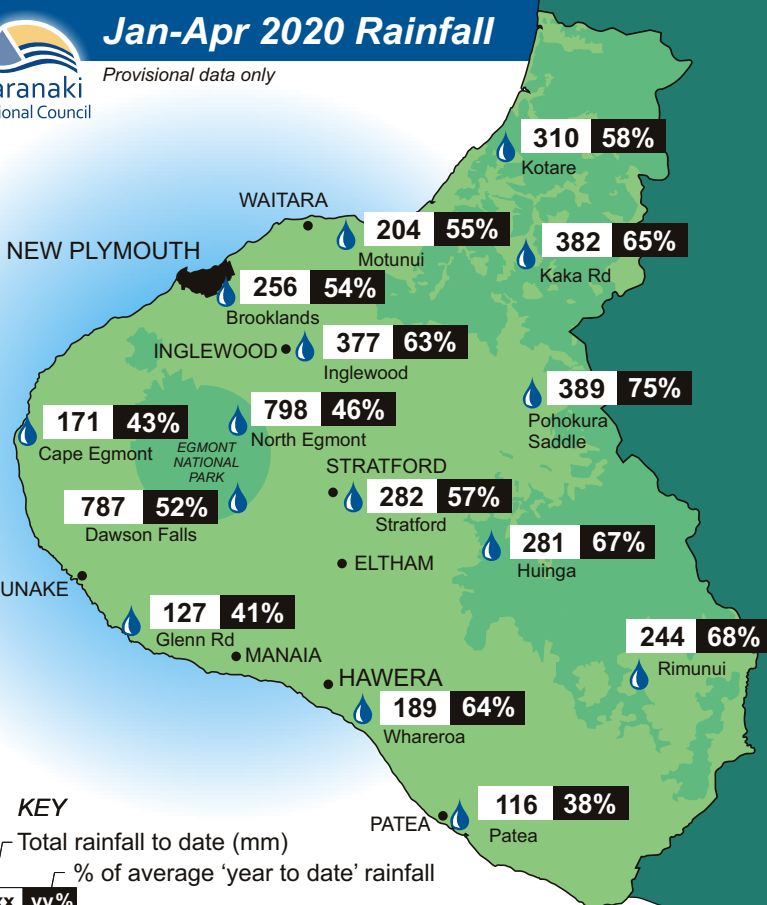 Jan-Apr 2020 Rainfall
Provisional data only
aranaki
ional Council
310 58%
Kotare
WAITARA
204 55%
Motunui
382 65%
Kaka Rd
NEW PLYMOUTH
256 54%
Brooklands
INGLEWOOD
377 63%
Inglewood
389 75%
Pohokura
Saddle
171 43%
Cape Egmont
798 46%
North Egmont
EGMONT
NATIONAL
PARK
STRATFORD
787 52%
Dawson Falls
282 57%
Stratford
281 67%
Huinga
ELTHAM
UNAKE
127 41%
Glenn Rd
MANAIA
244 68%
Rimunui
HAWERA
189 64%
Whareroa
116 38%
PATEA
Patea
KEY
Total rainfall to date (mm)
% of average ‘year to date’ rainfall
xx yy%